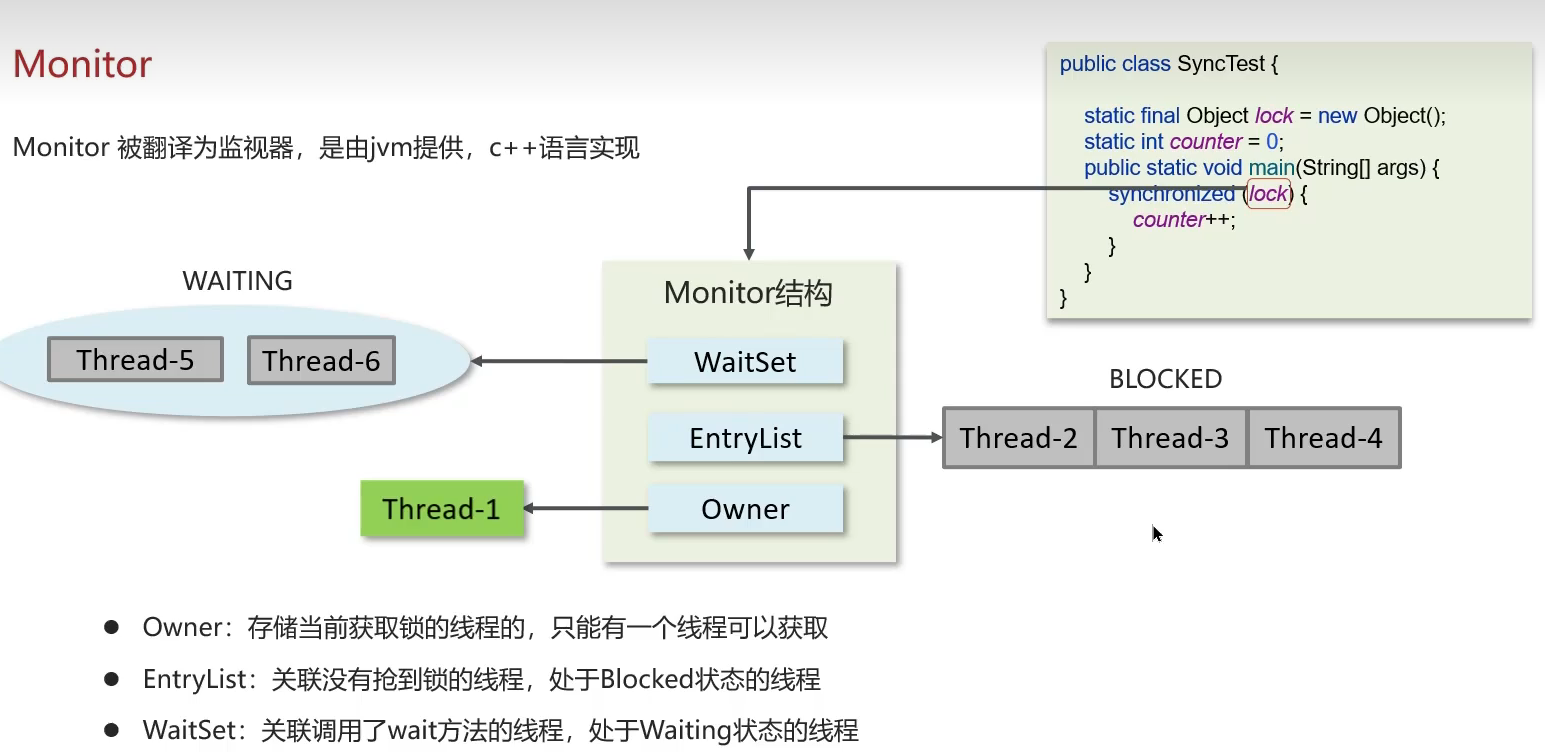 Monitor
Monitor 被翻译为监视器，是由jvm提供，c++语言实现
public class SyncTest {
static final Object lock = new Object();
static int counter = 0;
public static void main(String[] args) {
synchronized (lock) {
counter++;
}
}
}
WAITING
Thread-5 Thread-6
Monitor结构
WaitSet
EntryList
Owner
BLOCKED
Thread-2 Thread-3 Thread-4
Thread-1
Owner：存储当前获取锁的线程的，只能有一个线程可以获取
EntryList：关联没有抢到锁的线程，处于Blocked状态的线程
WaitSet：关联调用了wait方法的线程，处于Waiting状态的线程